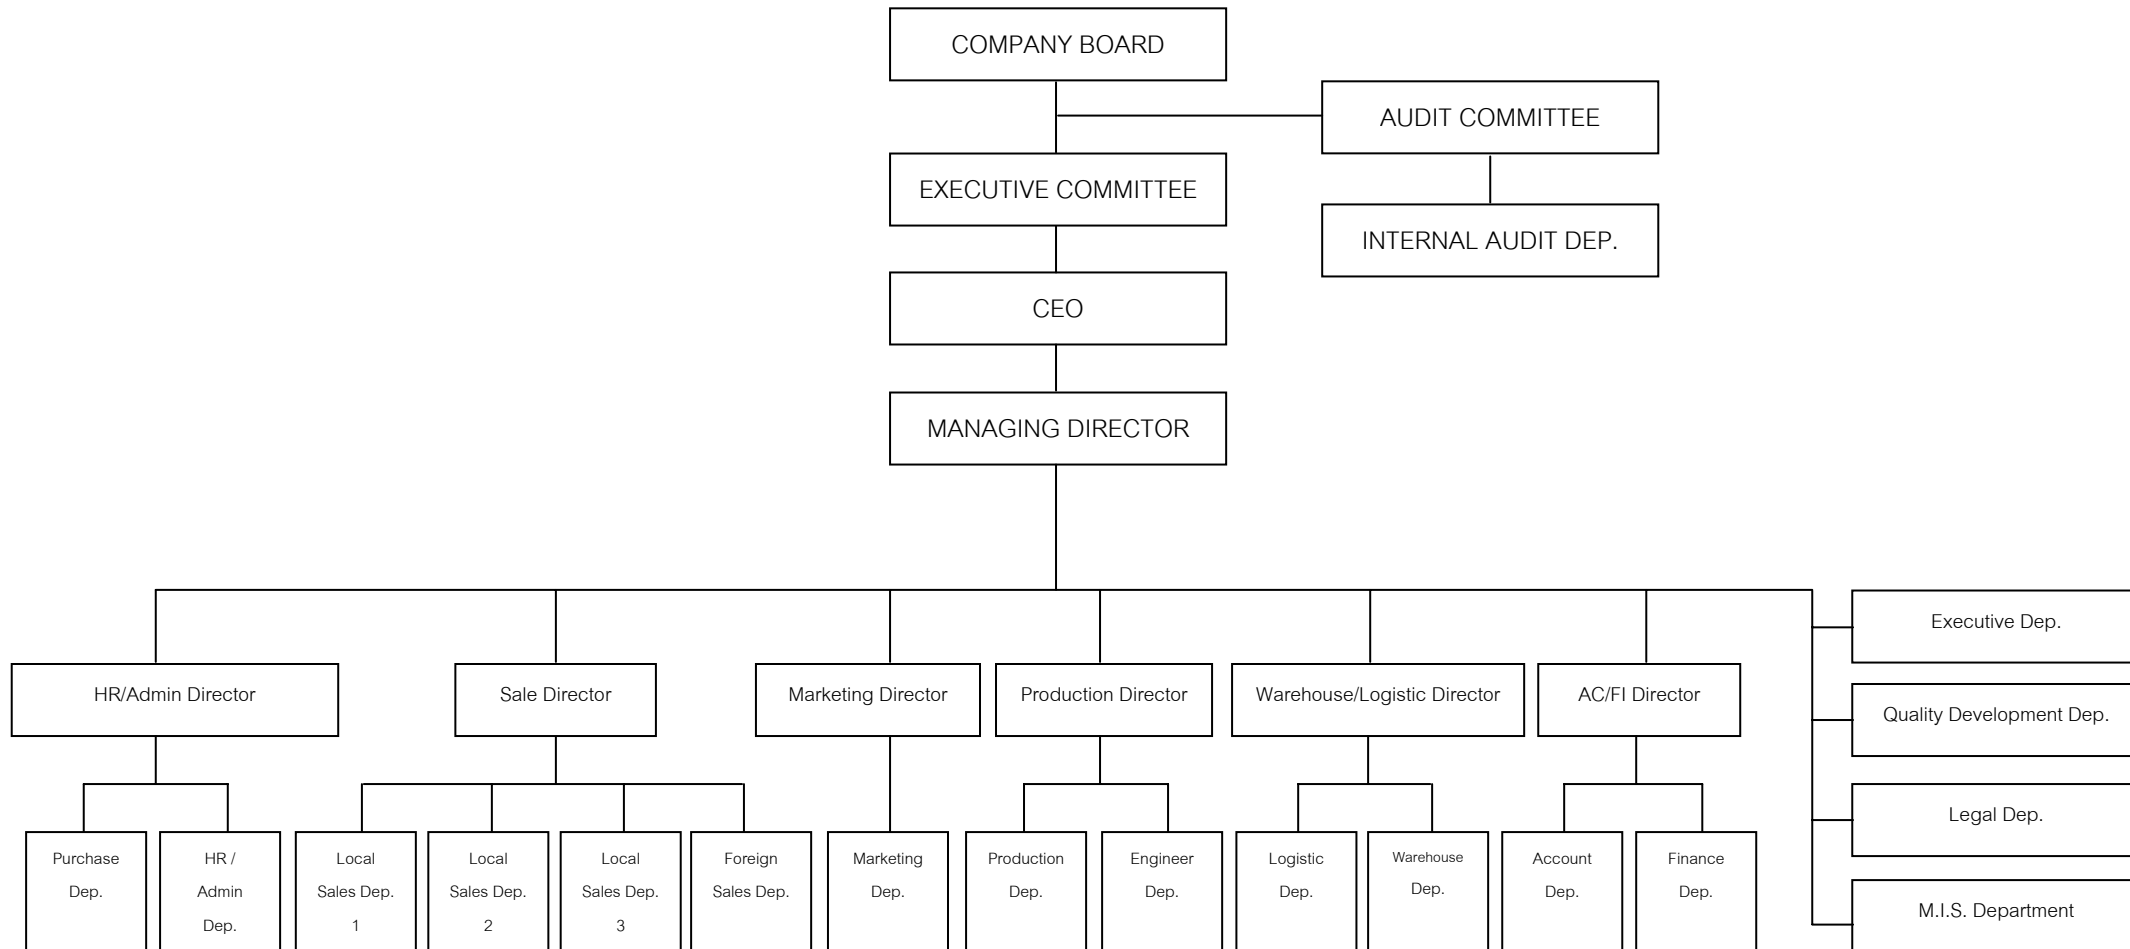 COMPANY BOARD
AUDIT COMMITTEE
EXECUTIVE COMMITTEE
INTERNAL AUDIT DEP.
CEO
MANAGING DIRECTOR
Executive Dep.
HR/Admin Director
Sale Director
Marketing Director
Production Director
Warehouse/Logistic Director
AC/FI Director
Quality Development Dep.
Legal Dep.
Purchase
Dep.
HR /
Admin
Dep.
Local
Sales Dep.
1
Local
Sales Dep.
2
Local
Sales Dep.
3
Foreign
Sales Dep.
Marketing
Dep.
Production
Dep.
Engineer
Dep.
Logistic
Dep.
Warehouse
Dep.
Account
Dep.
Finance
Dep.
M.I.S. Department